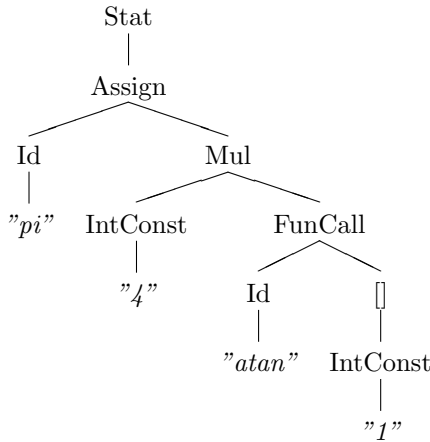 Stat
Assign
Id Mul
"pi" IntConst FunCall
"4" Id []
"atan" IntConst
"1"